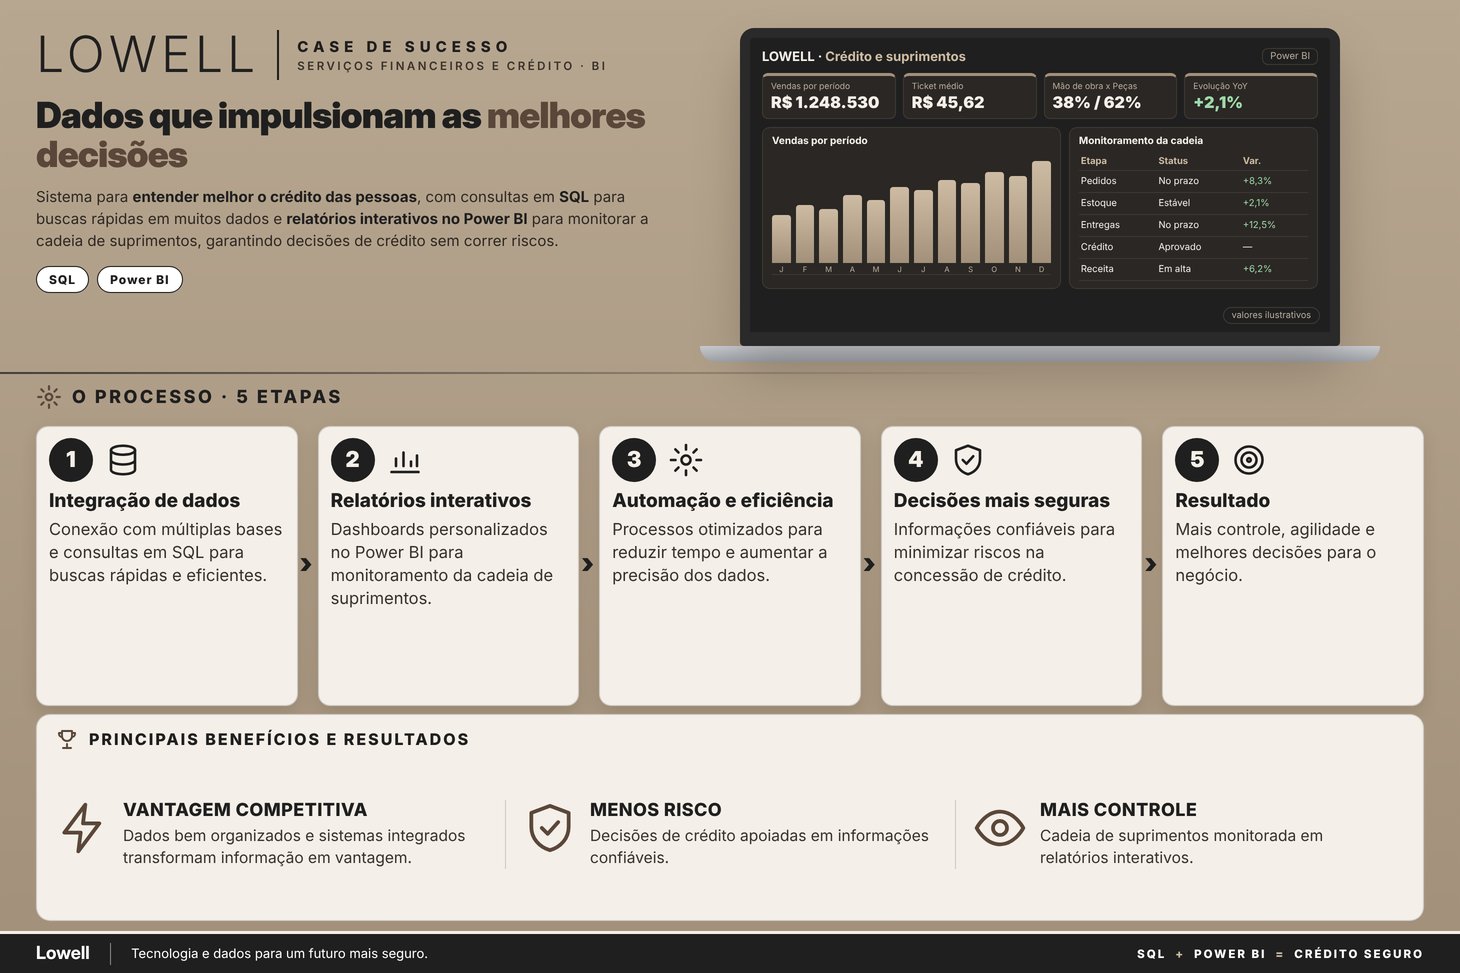 LOWELL
CASE DE SUCESSO
SERVIÇOS FINANCEIROS E CRÉDITO · BI
Dados que impulsionam as melhores
decisões
Sistema para entender melhor o crédito das pessoas, com consultas em SQL para
buscas rápidas em muitos dados e relatórios interativos no Power BI para monitorar a
cadeia de suprimentos, garantindo decisões de crédito sem correr riscos.
SQL
Power BI
LOWELL · Crédito e suprimentos
Power BI
Vendas por período
R$ 1.248.530
Ticket médio
R$ 45,62
Mão de obra x Peças
38% / 62%
Evolução YoY
+2,1%
Vendas por período
J F M A M J J A S O N D
Monitoramento da cadeia
Etapa Status Var.
Pedidos No prazo +8,3%
Estoque Estável +2,1%
Entregas No prazo +12,5%
Crédito Aprovado —
Receita Em alta +6,2%
valores ilustrativos
O PROCESSO · 5 ETAPAS
1
Integração de dados
Conexão com múltiplas bases
e consultas em SQL para
buscas rápidas e eficientes.
›
2
Relatórios interativos
Dashboards personalizados
no Power BI para
monitoramento da cadeia de
suprimentos.
›
3
Automação e eficiência
Processos otimizados para
reduzir tempo e aumentar a
precisão dos dados.
›
4
Decisões mais seguras
Informações confiáveis para
minimizar riscos na
concessão de crédito.
›
5
Resultado
Mais controle, agilidade e
melhores decisões para o
negócio.
PRINCIPAIS BENEFÍCIOS E RESULTADOS
VANTAGEM COMPETITIVA
Dados bem organizados e sistemas integrados
transformam informação em vantagem.
MENOS RISCO
Decisões de crédito apoiadas em informações
confiáveis.
MAIS CONTROLE
Cadeia de suprimentos monitorada em
relatórios interativos.
Lowell
Tecnologia e dados para um futuro mais seguro.
SQL + POWER BI = CRÉDITO SEGURO